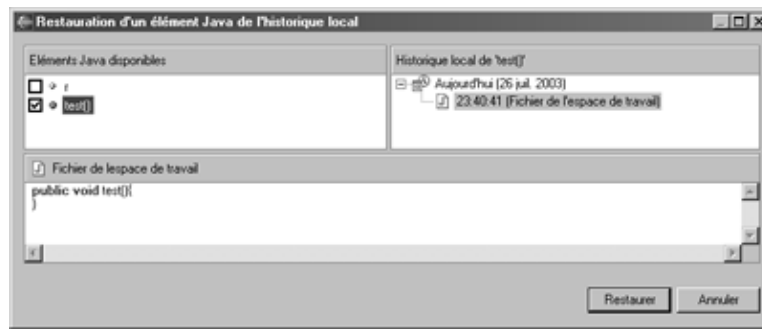 Restauration d'un élément Java de l'historique local
Eléments Java disponibles
r
test()
Historique local de 'test()'
Aujourd'hui (26 juil. 2003)
23:40:41 (Fichier de l'espace de travail)
Fichier de lespace de travail
public void test(){
}
Restaurer
Annuler